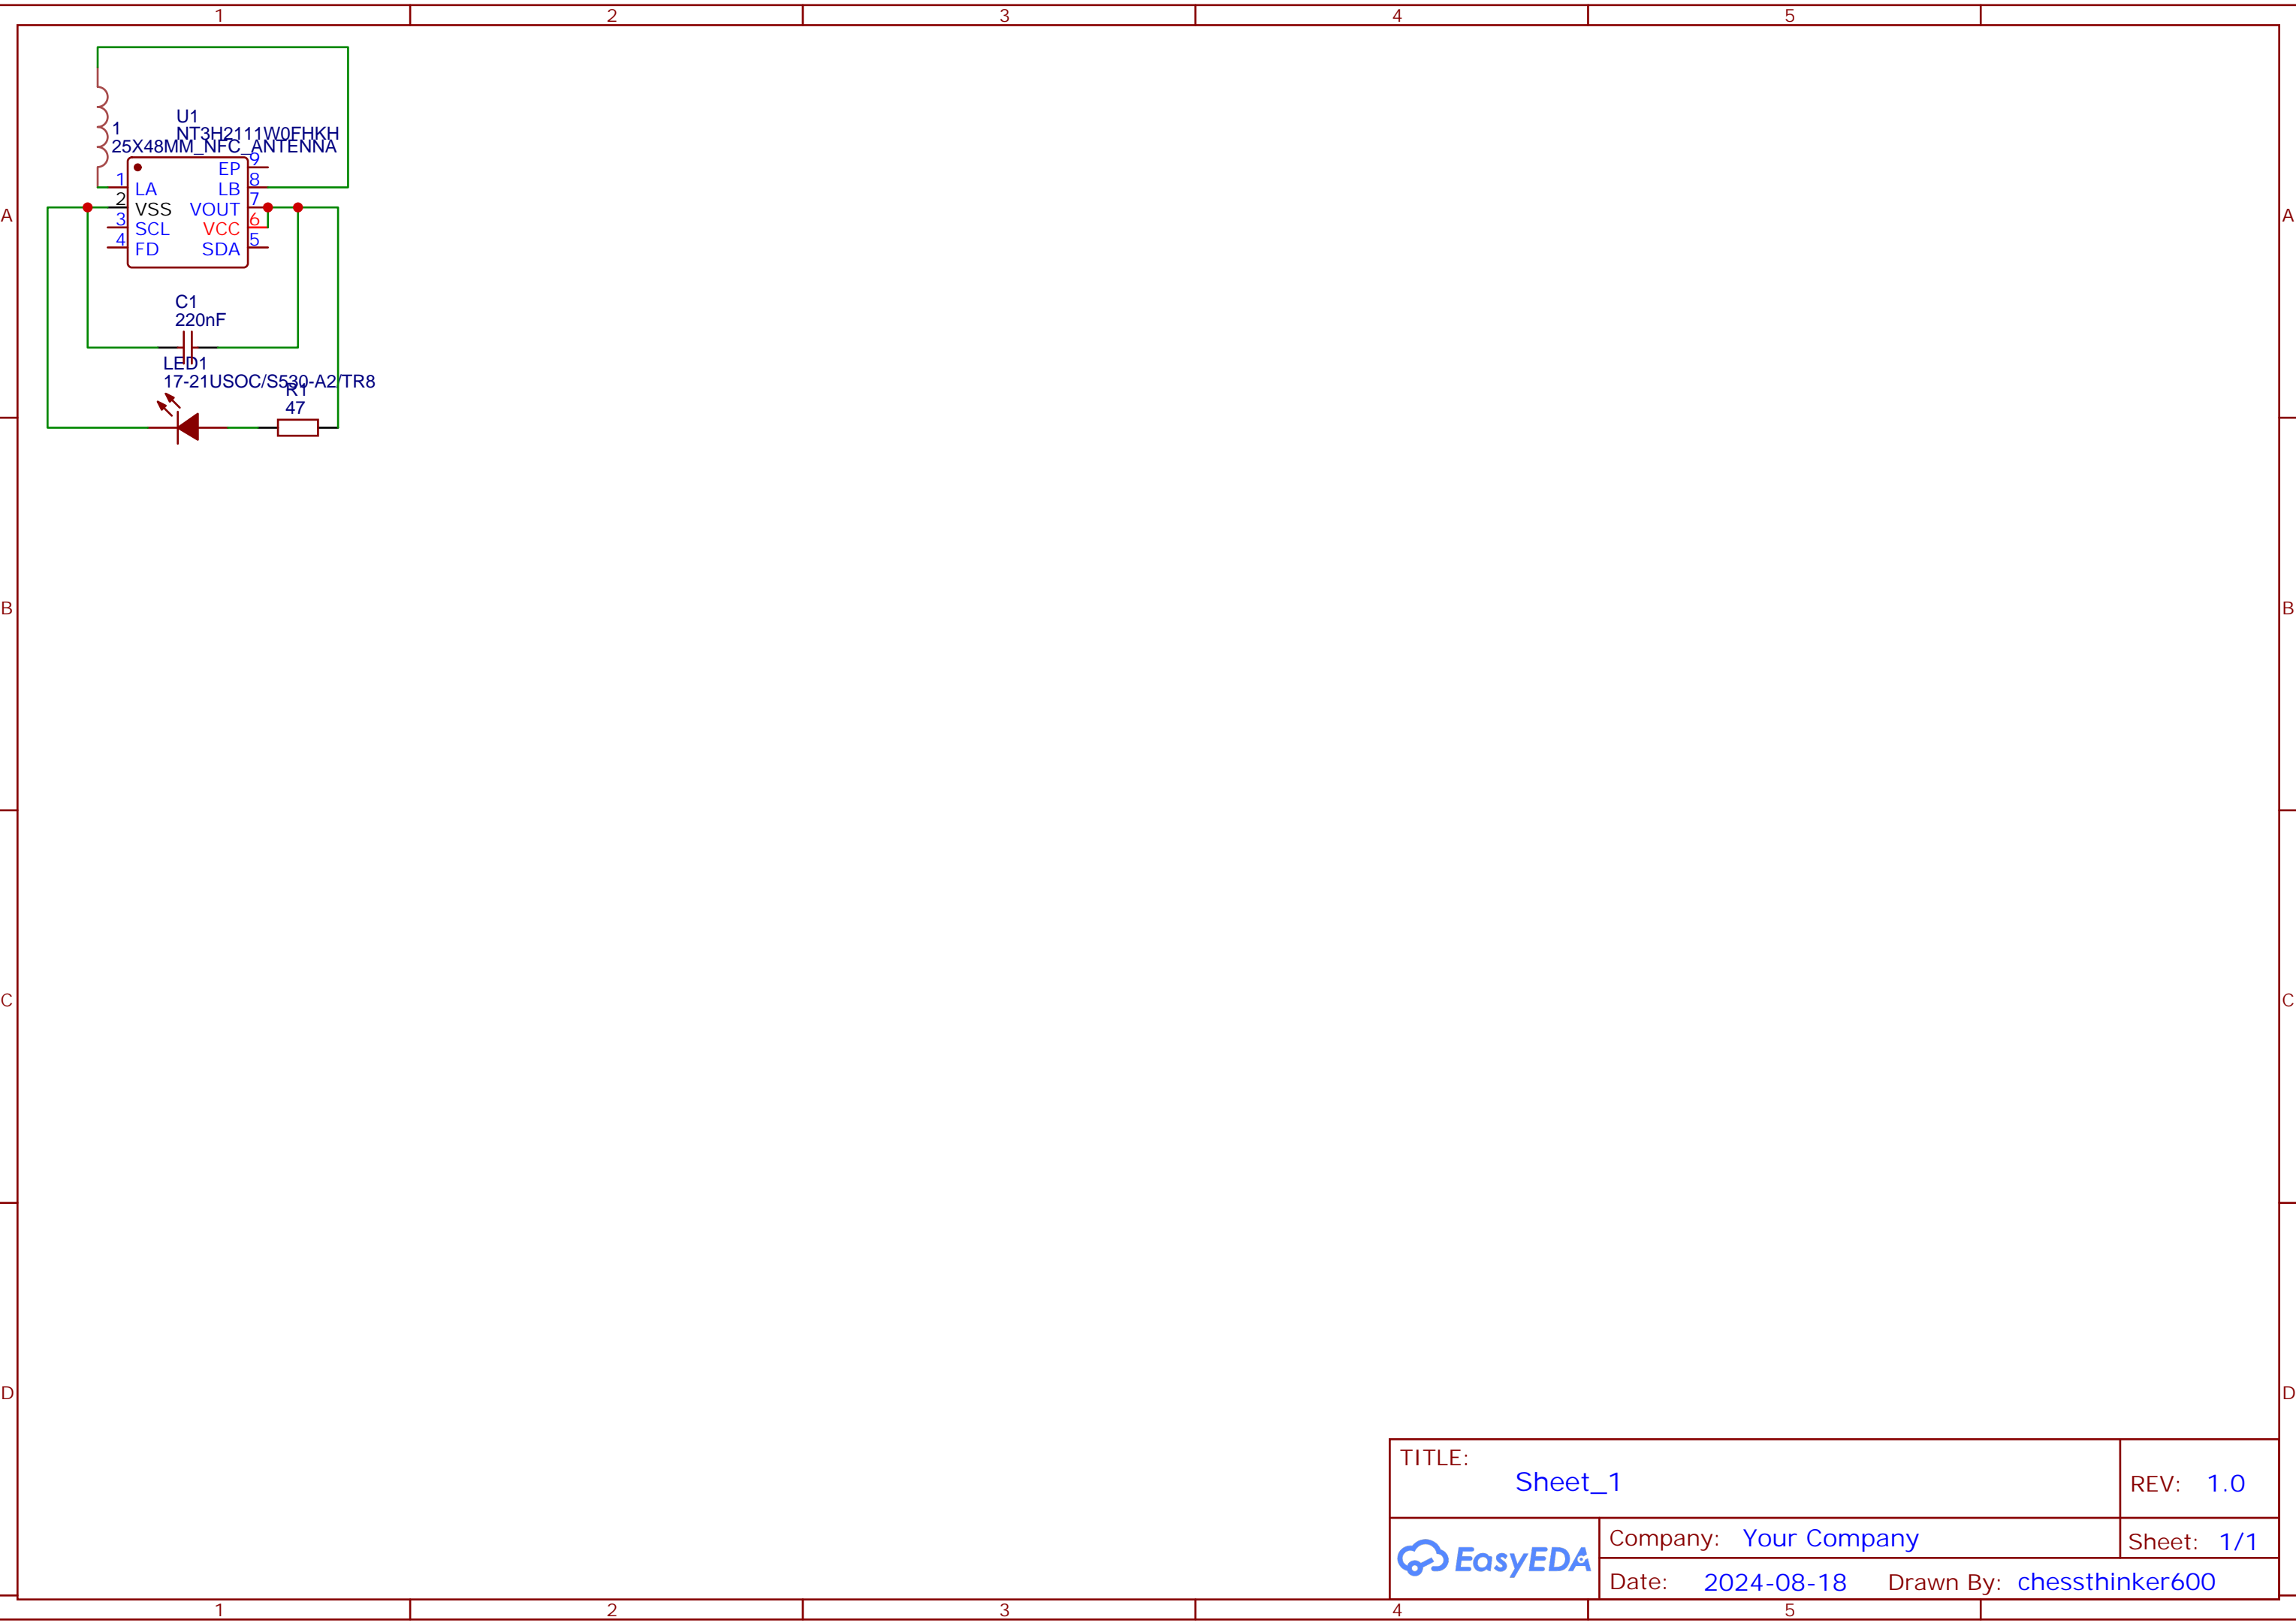 1 2 3 4 5
U1
NT3H2111W0FHKH
1
25X48MM_NFC_ANTENNA
9
EP
1 8
LA LB
2 7
A VSS VOUT A
3 6
SCL VCC
4 5
FD SDA
C1
220nF
LED1
17-21USOC/S530-A2/TR8
R1
47
B B
C C
D D
TITLE:
Sheet_1
REV: 1.0
EasyEDA
Company: Your Company
Sheet: 1/1
Date: 2024-08-18 Drawn By: chessthinker600
1 2 3 4 5